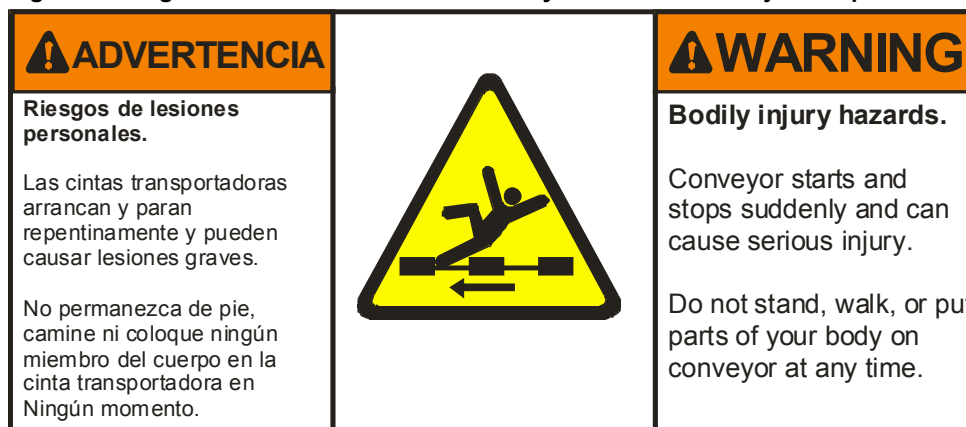 ADVERTENCIA
Riesgos de lesiones
personales.
Las cintas transportadoras
arrancan y paran
repentinamente y pueden
causar lesiones graves.
No permanezca de pie,
camine ni coloque ningún
miembro del cuerpo en la
cinta transportadora en
Ningún momento.
WARNING
Bodily injury hazards.
Conveyor starts and
stops suddenly and can
cause serious injury.
Do not stand, walk, or put
parts of your body on
conveyor at any time.